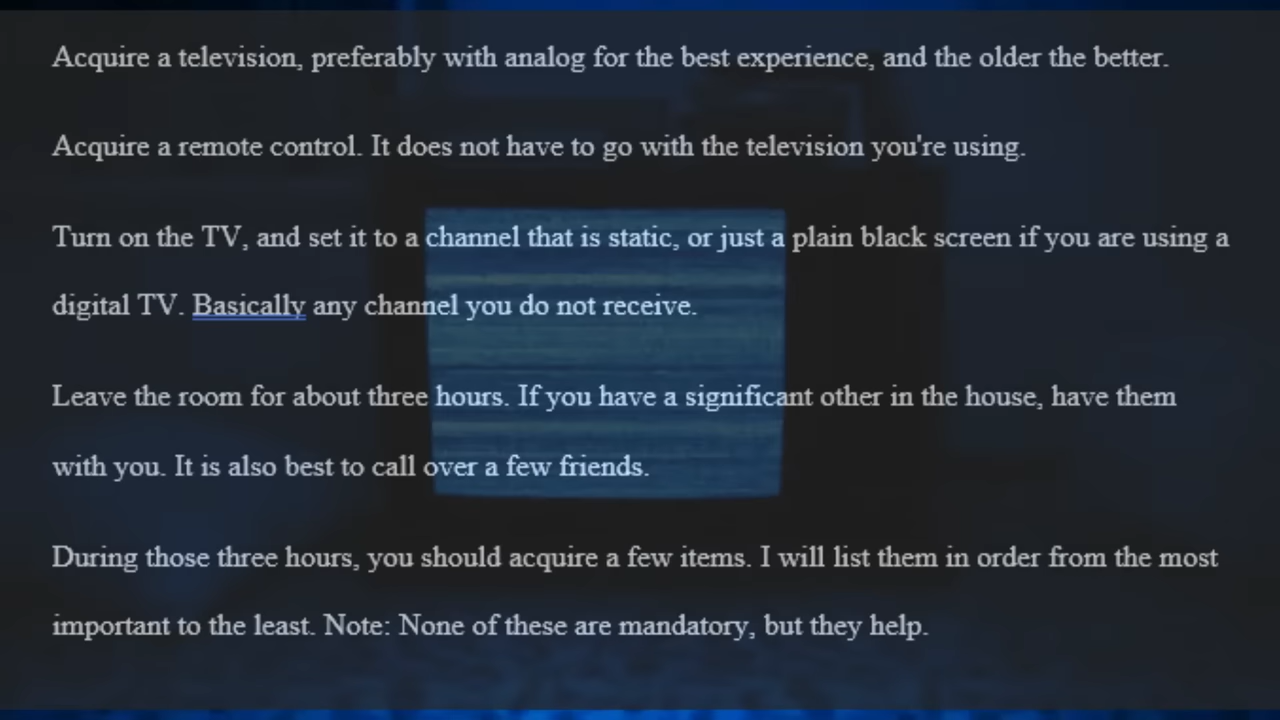 Acquire a television, preferably with analog for the best experience, and the older the better.
Acquire a remote control. It does not have to go with the television you're using.
Turn on the TV, and set it to a channel that is static, or just a plain black screen if you are using a
digital TV. Basically any channel you do not receive.
Leave the room for about three hours. If you have a significant other in the house, have them
with you. It is also best to call over a few friends.
During those three hours, you should acquire a few items. I will list them in order from the most
important to the least. Note: None of these are mandatory, but they help.